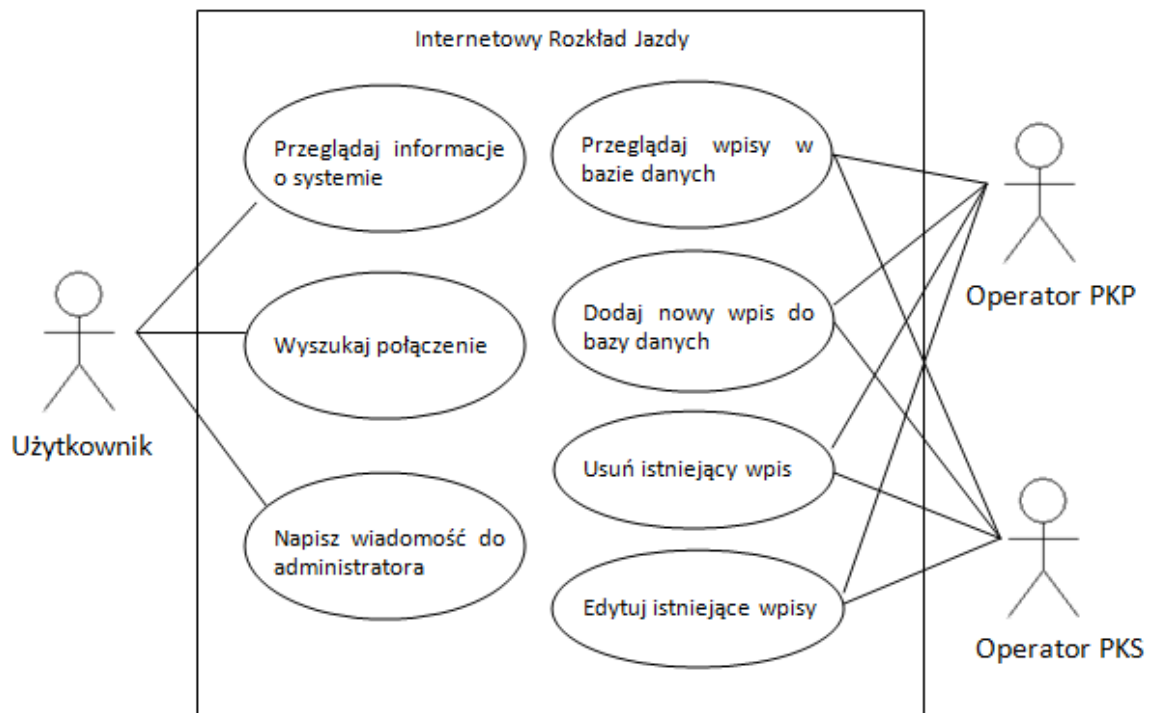 Internetowy Rozkład Jazdy
Przeglądaj informacje
o systemie
Przeglądaj wpisy w
bazie danych
Operator PKP
Dodaj nowy wpis do
bazy danych
Wyszukaj połączenie
Użytkownik
Usuń istniejący wpis
Napisz wiadomość do
administratora
Edytuj istniejące wpisy
Operator PKS